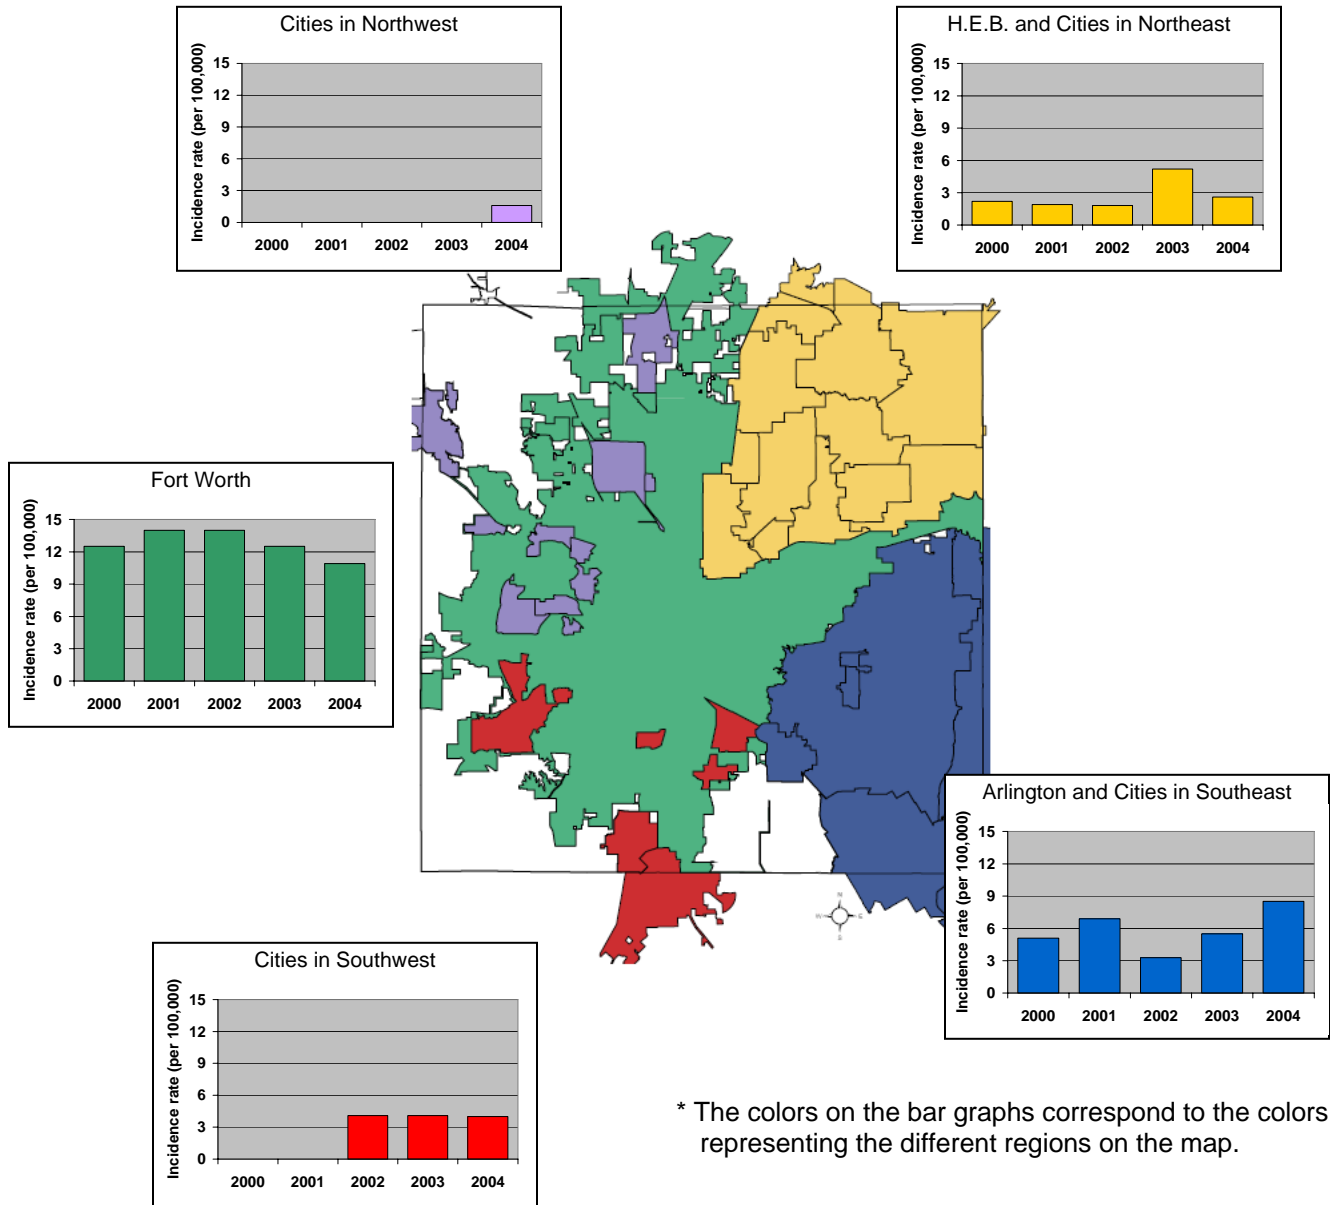 Cities in Northwest
Incidence rate (per 100,000)
15
12
9
6
3
0
2000 2001 2002 2003 2004
H.E.B. and Cities in Northeast
Incidence rate (per 100,000)
15
12
9
6
3
0
2000 2001 2002 2003 2004
Fort Worth
Incidence rate (per 100,000)
15
12
9
6
3
0
2000 2001 2002 2003 2004
N
W E
S
Arlington and Cities in Southeast
Incidence rate (per 100,000)
15
12
9
6
3
0
2000 2001 2002 2003 2004
Cities in Southwest
Incidence rate (per 100,000)
15
12
9
6
3
0
2000 2001 2002 2003 2004
* The colors on the bar graphs correspond to the colors
representing the different regions on the map.